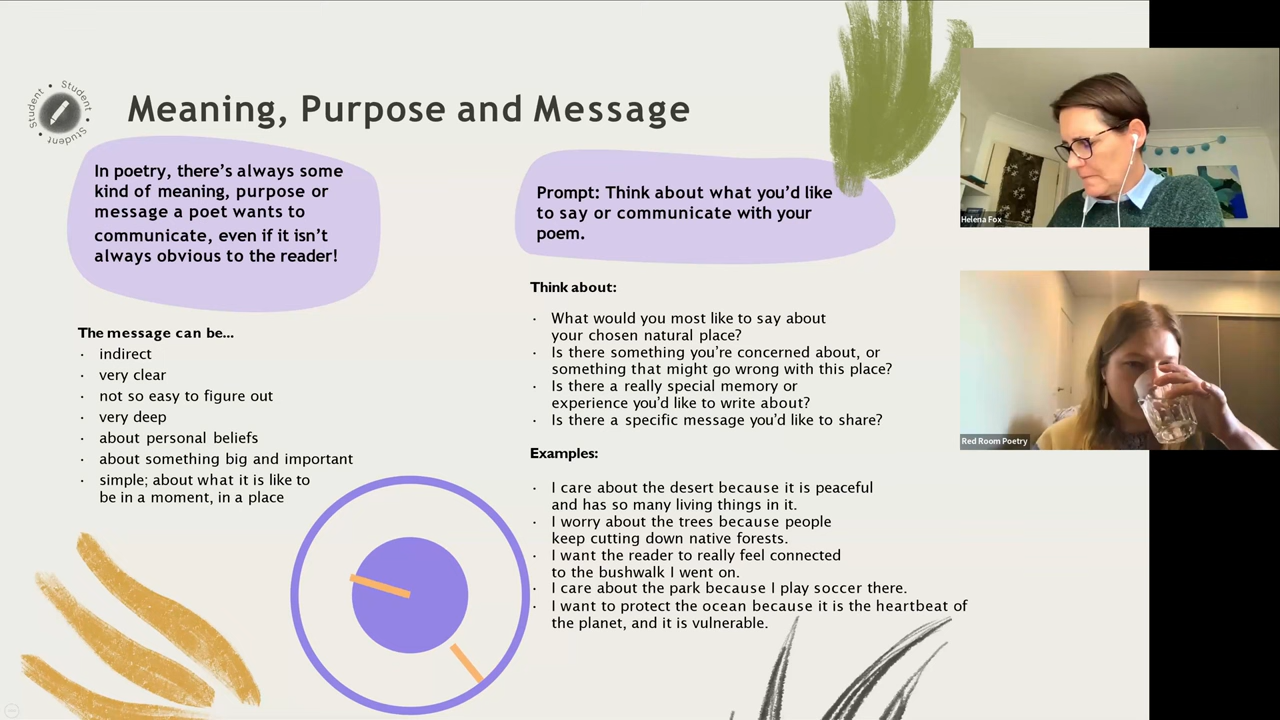 Student • Student • Student •
Meaning, Purpose and Message
In poetry, there's always some
kind of meaning, purpose or
message a poet wants to
communicate, even if it isn't
always obvious to the reader!
The message can be...
· indirect
· very clear
· not so easy to figure out
· very deep
· about personal beliefs
· about something big and important
· simple; about what it is like to
be in a moment, in a place
Prompt: Think about what you'd like
to say or communicate with your
poem.
Think about:
· What would you most like to say about
your chosen natural place?
· Is there something you're concerned about, or
something that might go wrong with this place?
· Is there a really special memory or
experience you'd like to write about?
· Is there a specific message you'd like to share?
Examples:
· I care about the desert because it is peaceful
and has so many living things in it.
· I worry about the trees because people
keep cutting down native forests.
· I want the reader to really feel connected
to the bushwalk I went on.
· I care about the park because I play soccer there.
· I want to protect the ocean because it is the heartbeat of
the planet, and it is vulnerable.
Helena Fox
Red Room Poetry